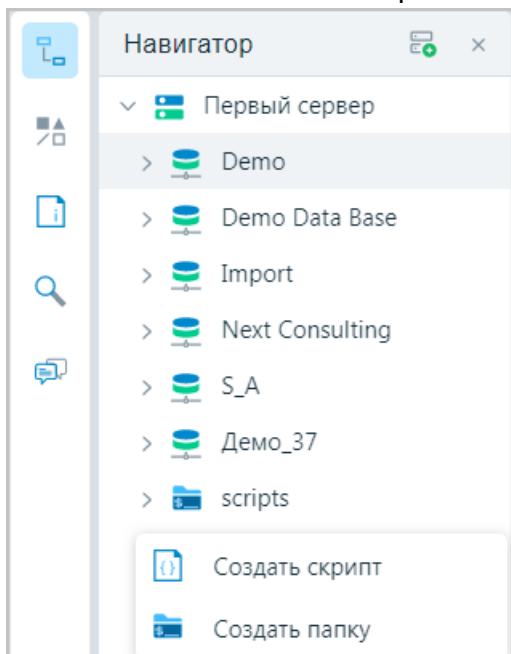 Навигатор
Первый сервер
Demo
Demo Data Base
Import
Next Consulting
S_A
Демо_37
scripts
Создать скрипт
Создать папку